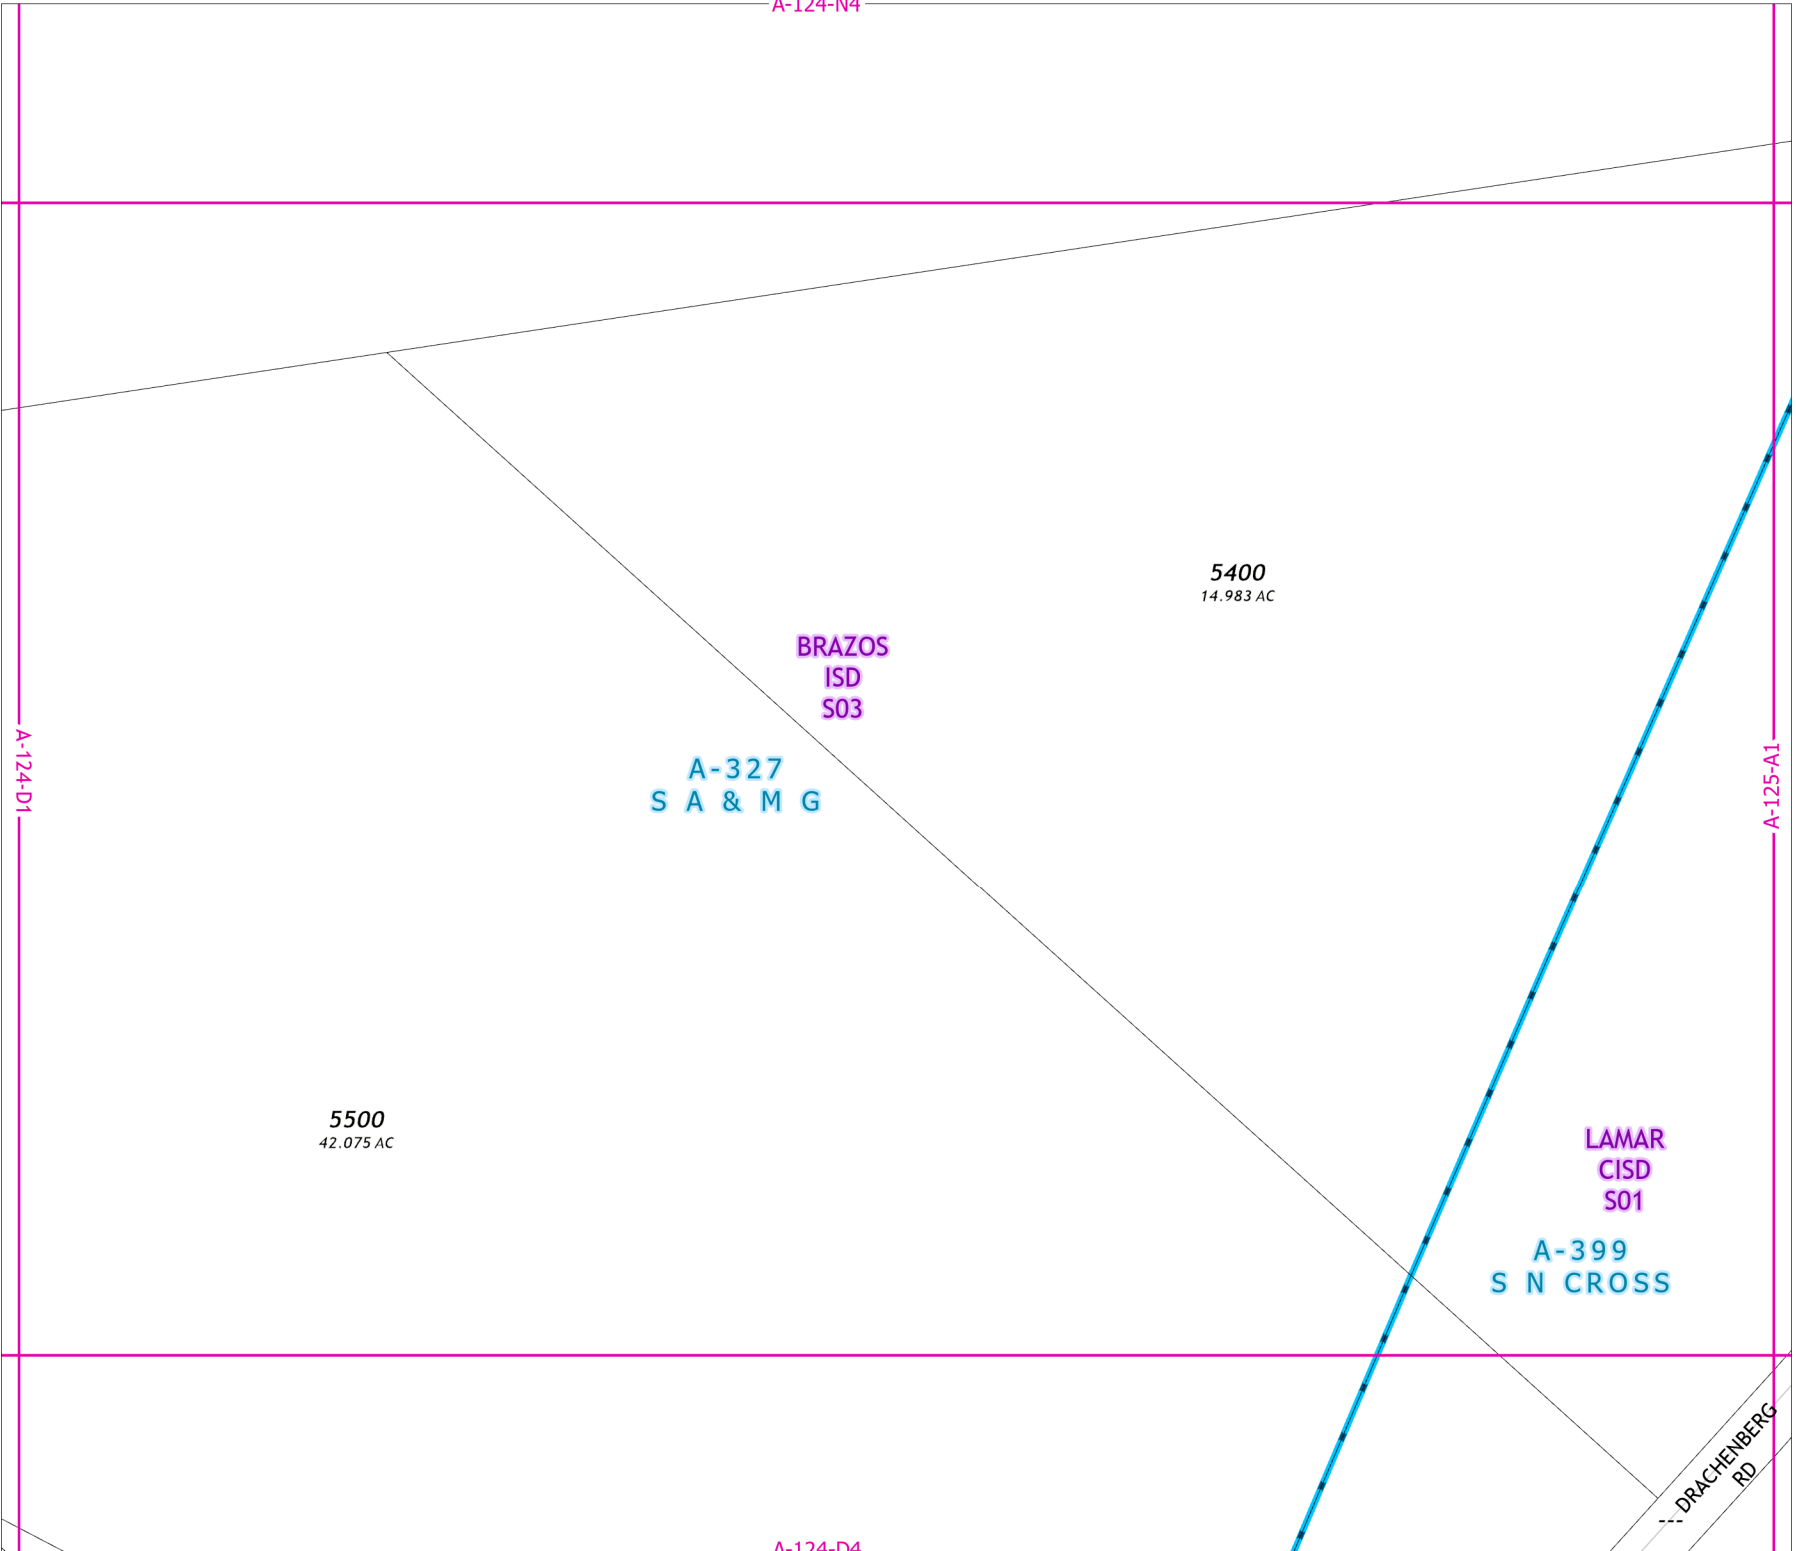 A-124-N4
5400
14.983 AC
BRAZOS
ISD
S03
A-124-D1
A-125-A1
A-327
S A & M G
5500
42.075 AC
LAMAR
CISD
S01
A-399
S N CROSS
DRACHENBERG
RD
---
A-124-D4